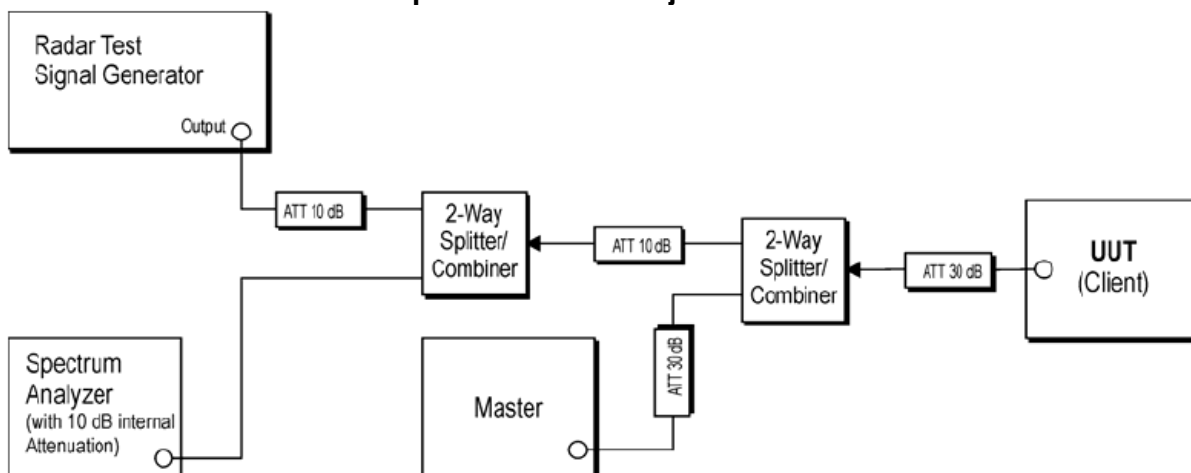 Radar Test
Signal Generator
Output
ATT 10 dB
2-Way
Splitter/
Combiner
ATT 10 dB
2-Way
Splitter/
Combiner
ATT 30 dB
UUT
(Client)
Spectrum
Analyzer
(with 10 dB internal
Attenuation)
Master
ATT 30 dB